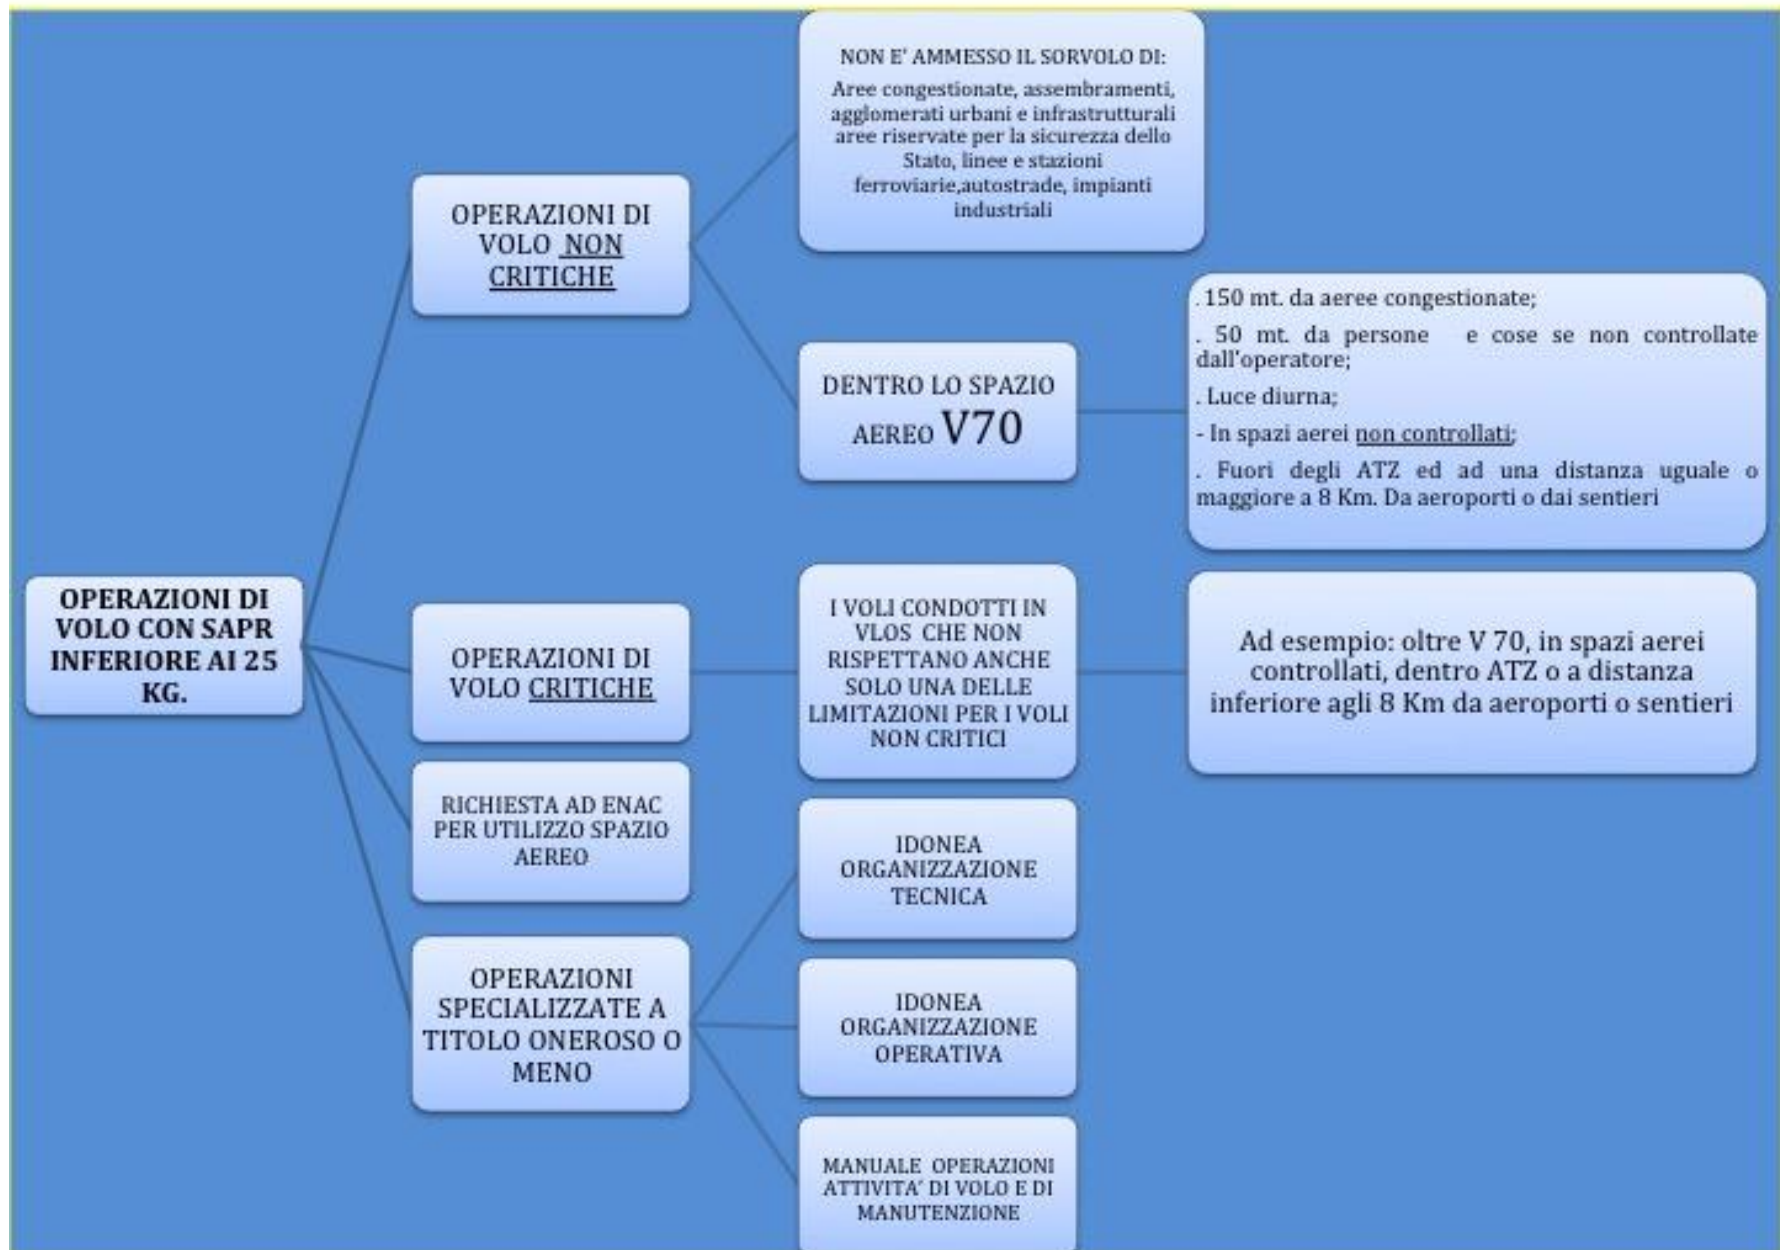 NON E' AMMESSO IL SORVOLO DI:
Aree congestionate, assembramenti,
agglomerati urbani e infrastrutturali
aree riservate per la sicurezza dello
Stato, linee e stazioni
ferroviarie,autostrade, impianti
industriali
OPERAZIONI DI
VOLO NON
CRITICHE
. 150 mt. da aeree congestionate;
. 50 mt. da persone e cose se non controllate
dall'operatore;
. Luce diurna;
- In spazi aerei non controllati;
. Fuori degli ATZ ed ad una distanza uguale o
maggiore a 8 Km. Da aeroporti o dai sentieri
DENTRO LO SPAZIO
AEREO V70
OPERAZIONI DI
VOLO CON SAPR
INFERIORE AI 25
KG.
OPERAZIONI DI
VOLO CRITICHE
I VOLI CONDOTTI IN
VLOS CHE NON
RISPETTANO ANCHE
SOLO UNA DELLE
LIMITAZIONI PER I VOLI
NON CRITICI
Ad esempio: oltre V 70, in spazi aerei
controllati, dentro ATZ o a distanza
inferiore agli 8 Km da aeroporti o sentieri
RICHIESTA AD ENAC
PER UTILIZZO SPAZIO
AEREO
IDONEA
ORGANIZZAZIONE
TECNICA
OPERAZIONI
SPECIALIZZATE A
TITOLO ONEROSO O
MENO
IDONEA
ORGANIZZAZIONE
OPERATIVA
MANUALE OPERAZIONI
ATTIVITA' DI VOLO E DI
MANUTENZIONE